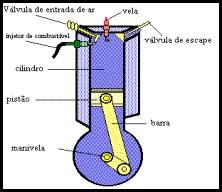 Válvula de entrada de ar
vela
injetor de combustível
válvula de escape
cilindro
pistão
barra
manivela